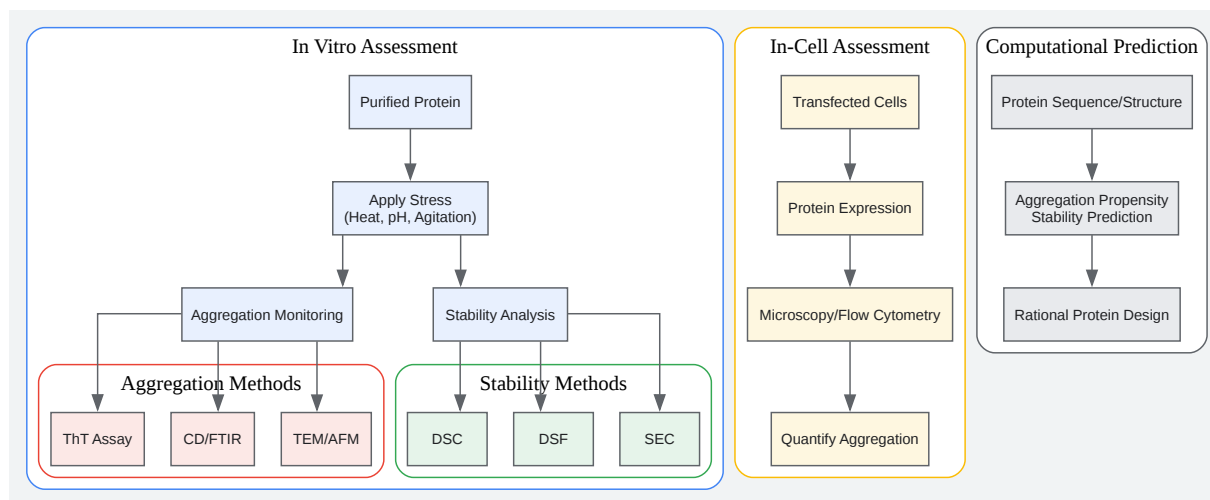 In Vitro Assessment
Purified Protein
Apply Stress
(Heat, pH, Agitation)
Aggregation Monitoring
Stability Analysis
Aggregation Methods
ThT Assay
CD/FTIR
TEM/AFM
Stability Methods
DSC
DSF
SEC
In-Cell Assessment
Transfected Cells
Protein Expression
Microscopy/Flow Cytometry
Quantify Aggregation
Computational Prediction
Protein Sequence/Structure
Aggregation Propensity
Stability Prediction
Rational Protein Design